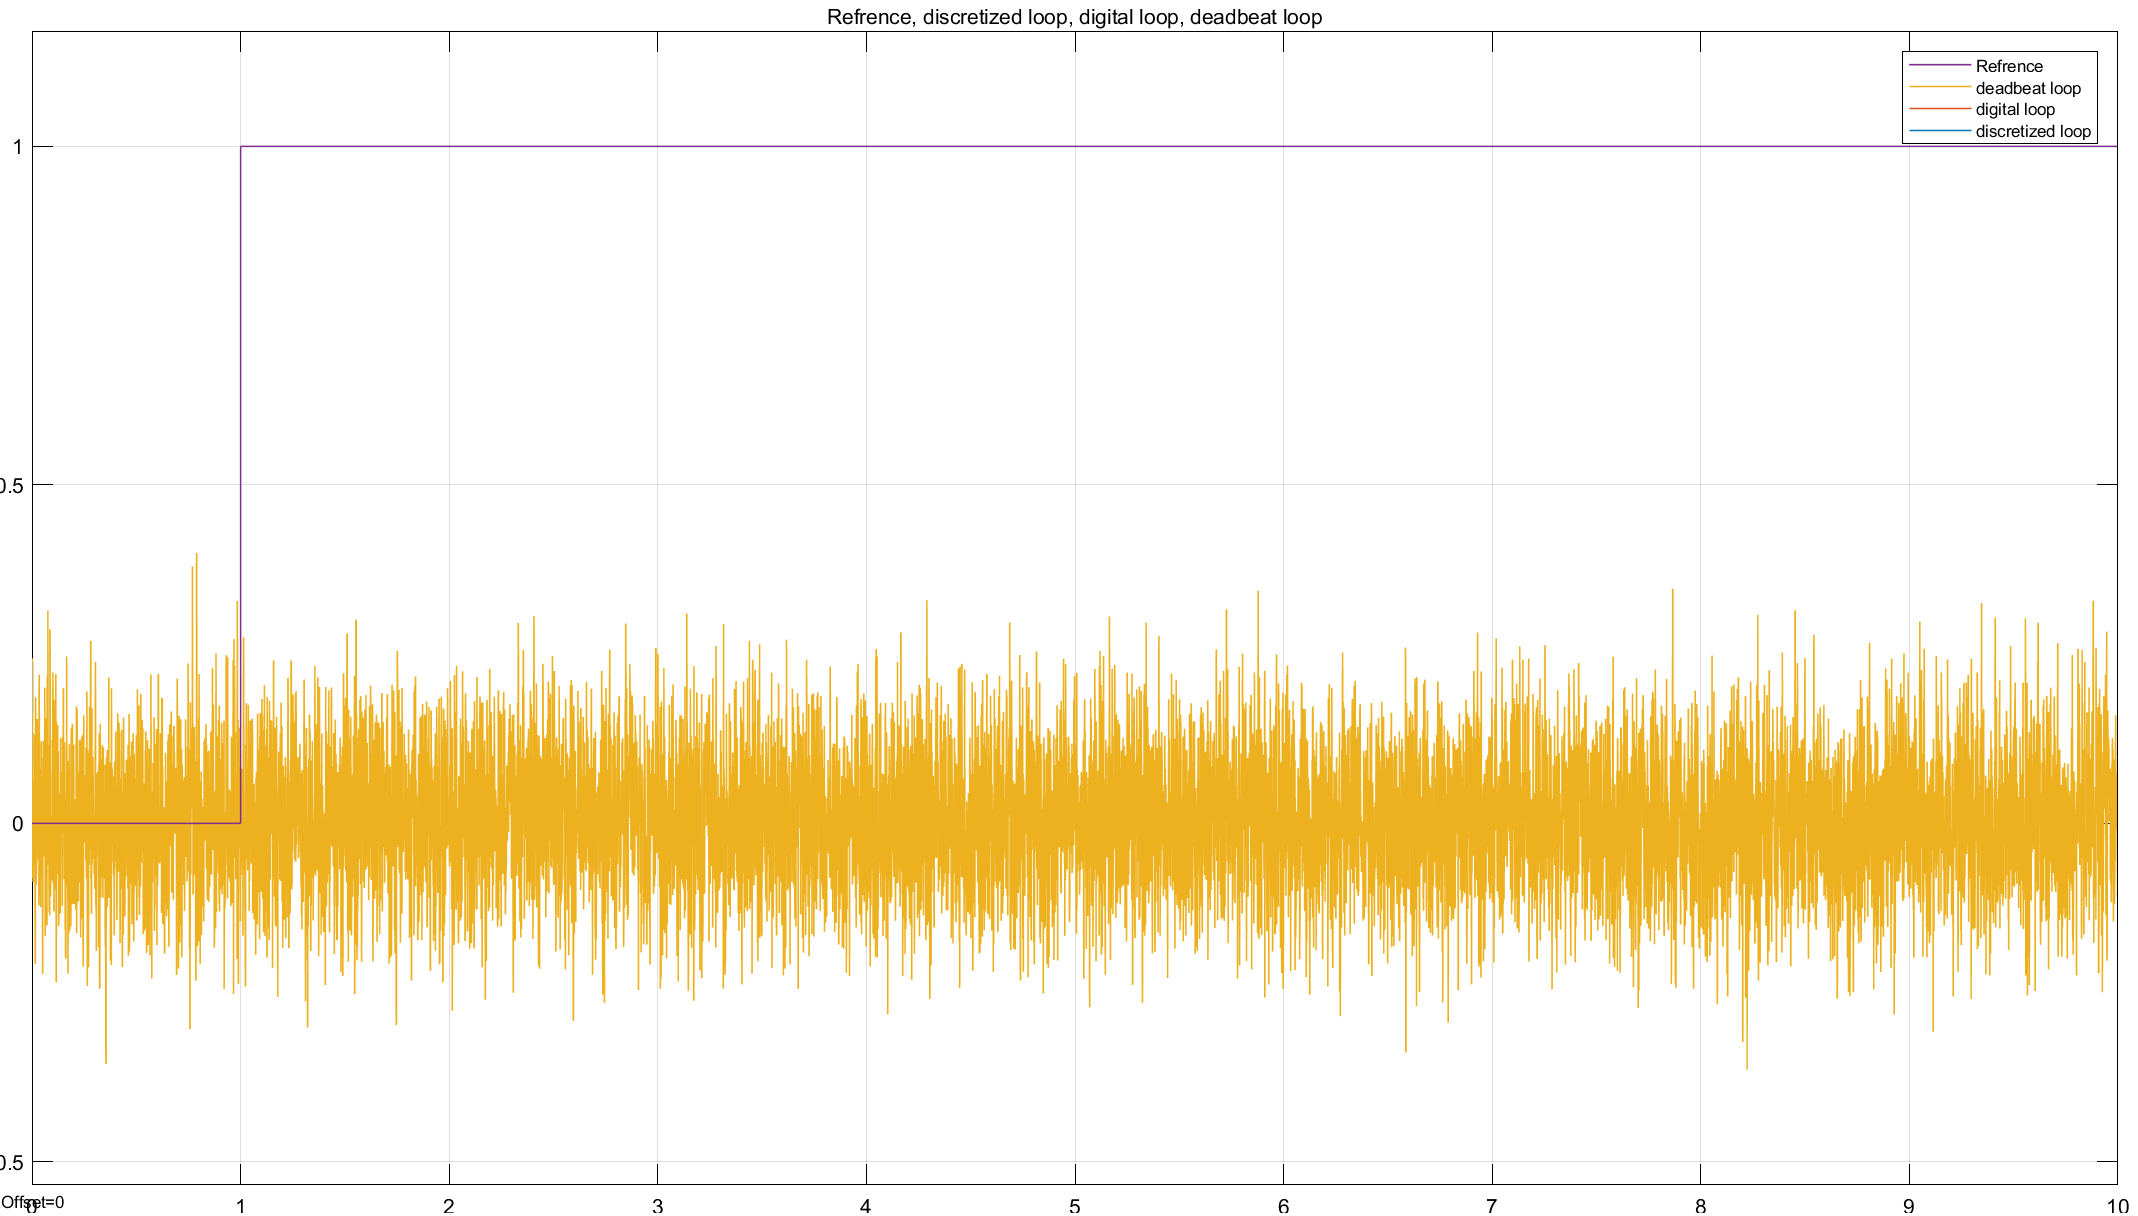 Refrence, discretized loop, digital loop, deadbeat loop
Refrence
deadbeat loop
digital loop
discretized loop
1
0.5
0
0.5
Offset=0
0 1 2 3 4 5 6 7 8 9 10